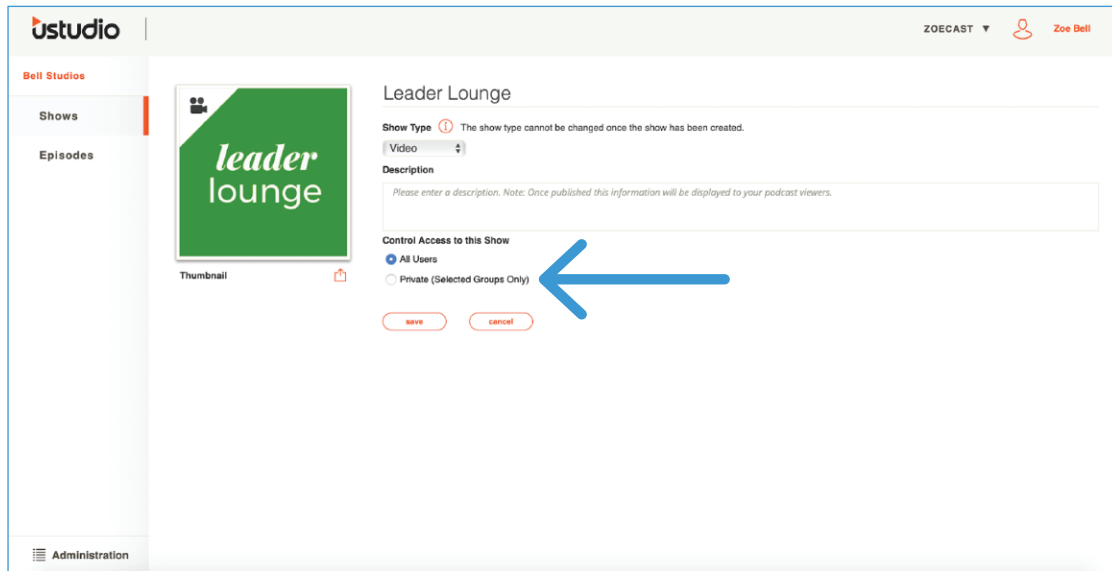 ustudio
ZOECAST ▼
Zoe Bell
Bell Studios
Shows
Episodes
leader
lounge
Thumbnail
Leader Lounge
Show Type The show type cannot be changed once the show has been created.
Video
Description
Please enter a description. Note: Once published this information will be displayed to your podcast viewers.
Control Access to this Show
All Users
Private (Selected Groups Only)
save cancel
Administration